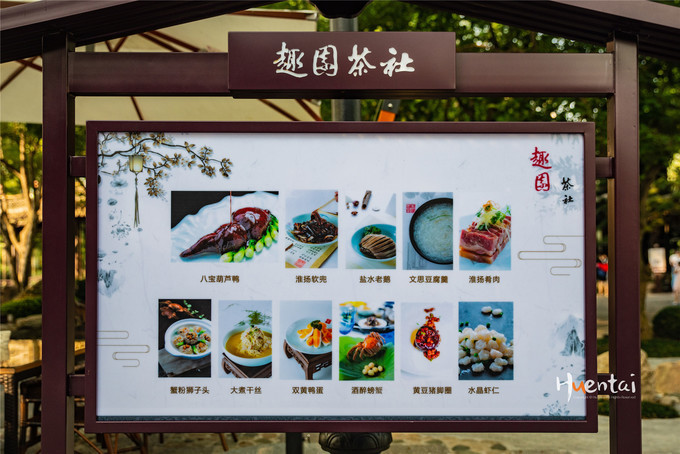 趣园茶社
趣园
茶社
八宝葫芦鸭
淮扬软兜
盐水老鹅
文思豆腐羹
淮扬肴肉
蟹粉狮子头
大煮干丝
双黄鸭蛋
酒醉螃蟹
黄豆猪脚圈
水晶虾仁
Huentai